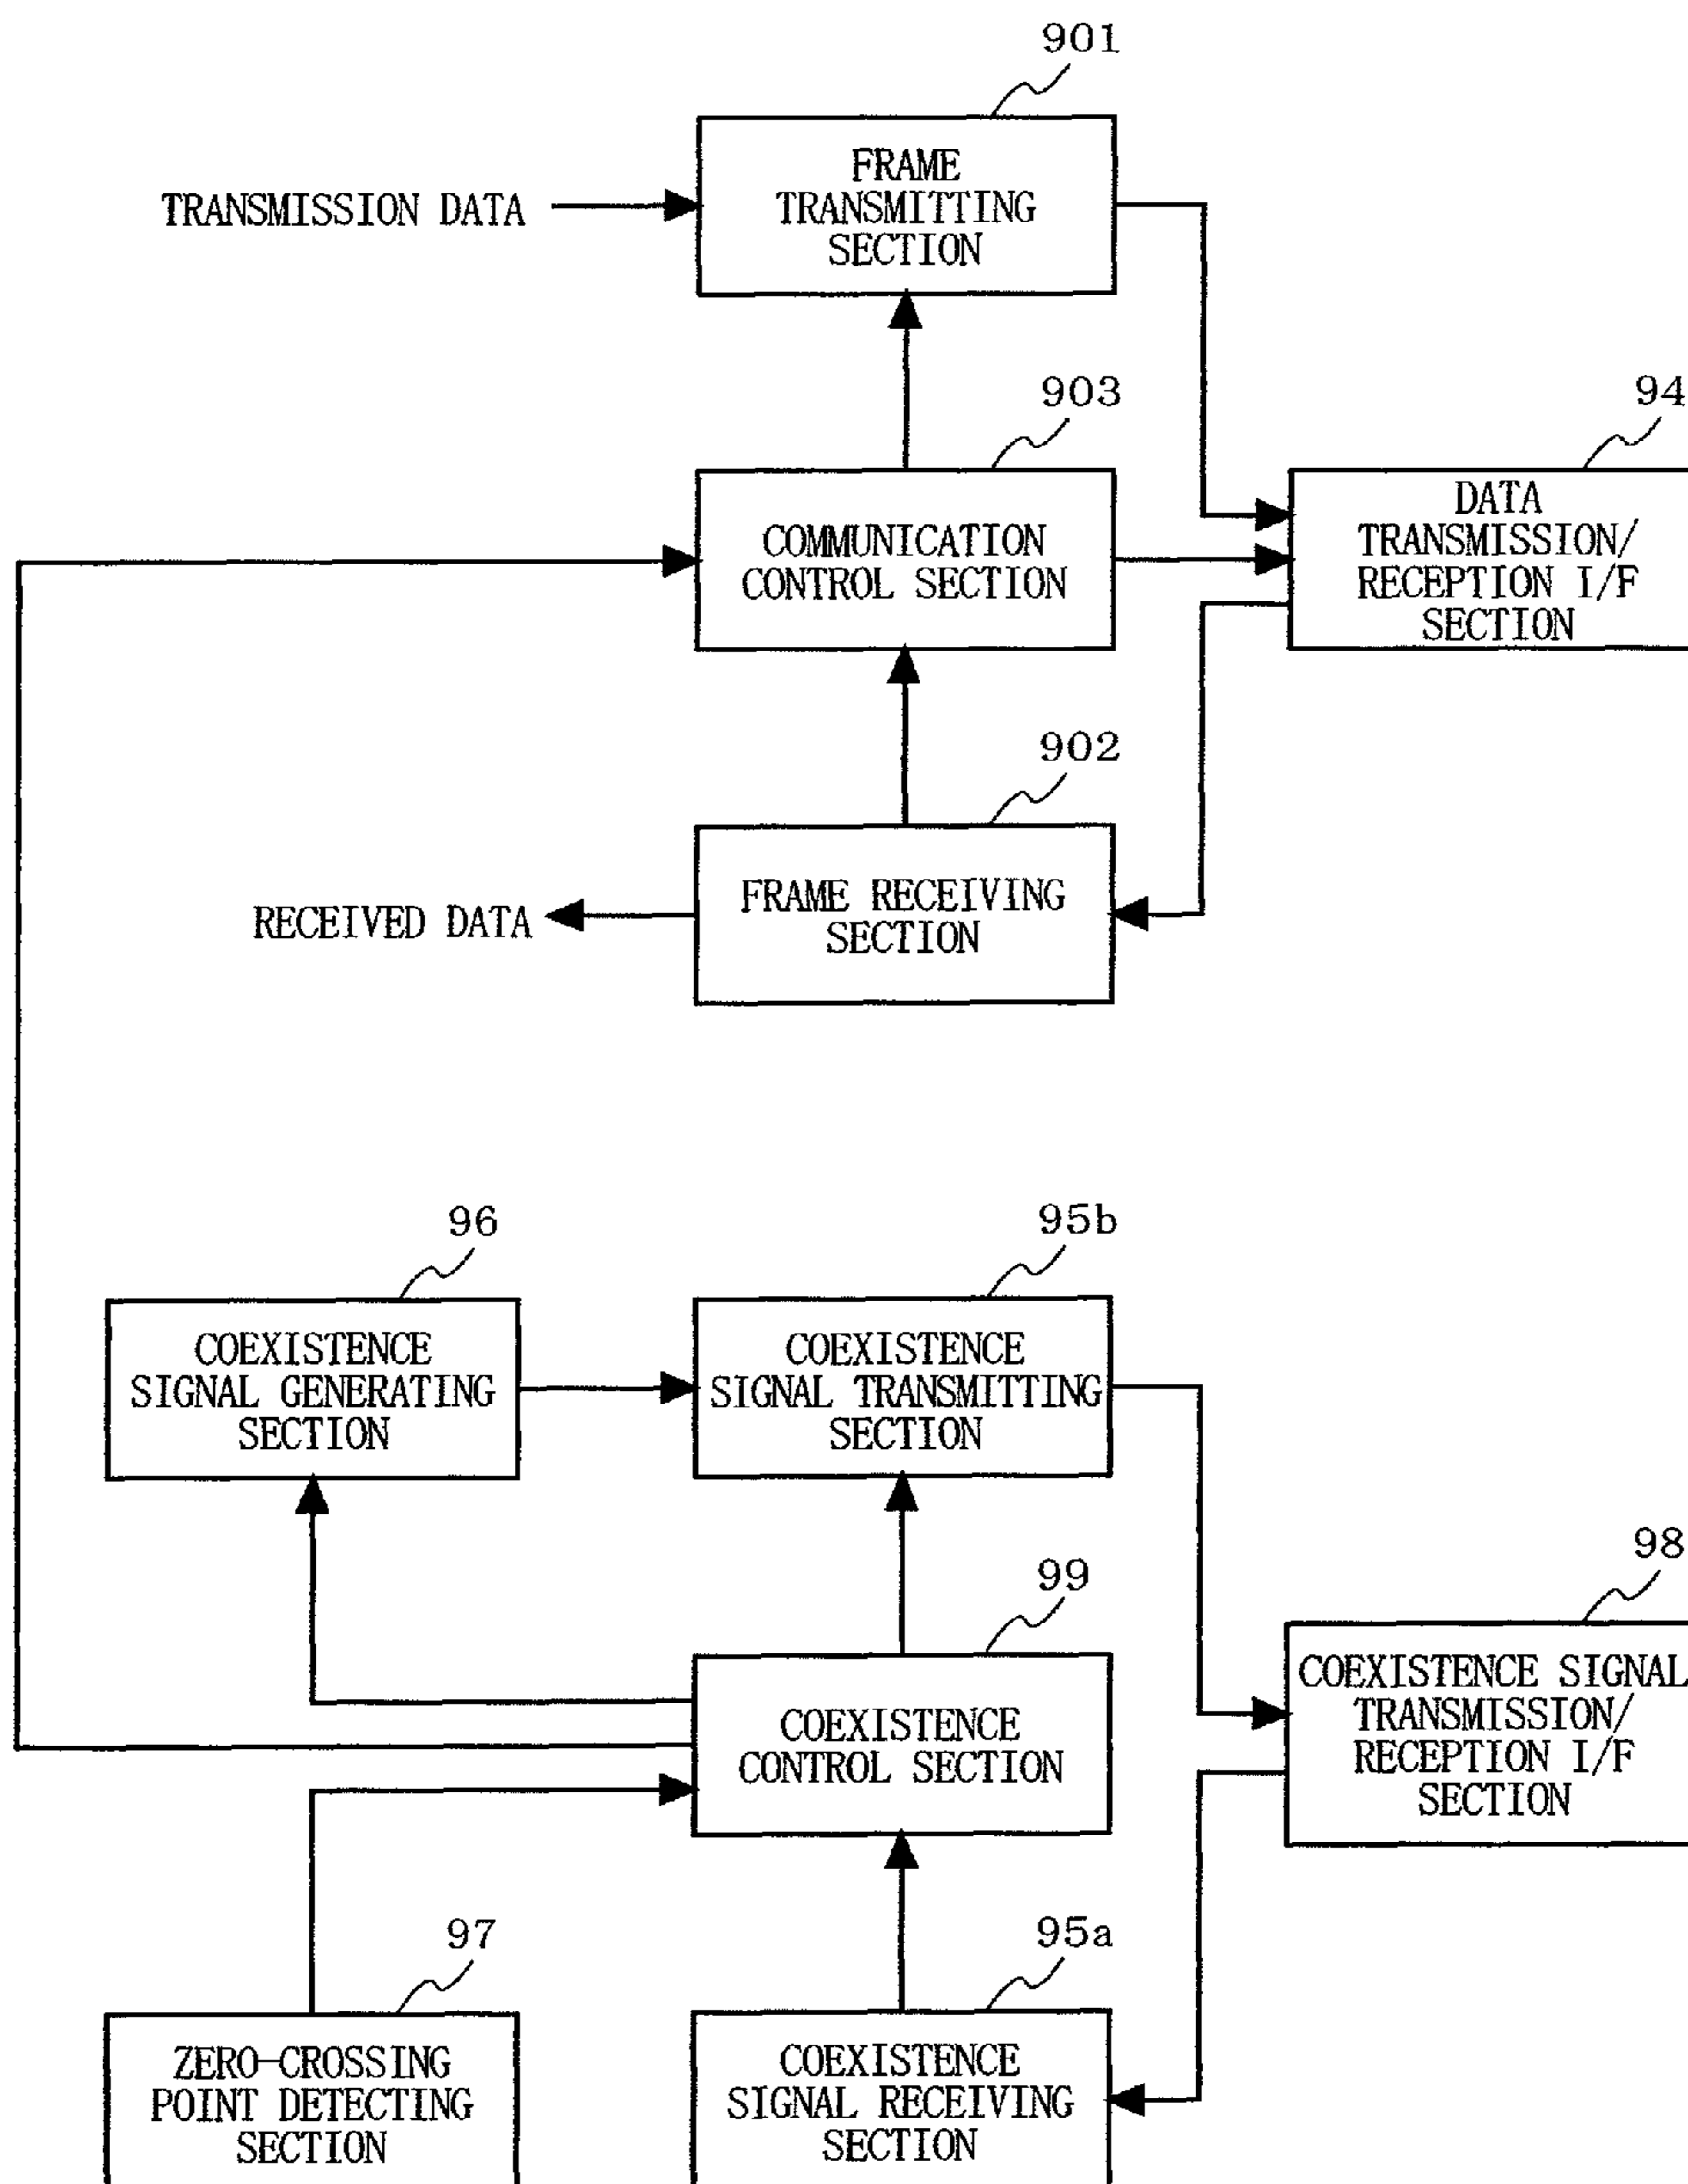 901
FRAME
TRANSMITTING
SECTION
TRANSMISSION DATA
903
94
COMMUNICATION
CONTROL SECTION
DATA
TRANSMISSION/
RECEPTION I/F
SECTION
902
FRAME RECEIVING
SECTION
RECEIVED DATA
96
95b
COEXISTENCE
SIGNAL GENERATING
SECTION
COEXISTENCE
SIGNAL TRANSMITTING
SECTION
99
98
COEXISTENCE
CONTROL SECTION
COEXISTENCE SIGNAL
TRANSMISSION/
RECEPTION I/F
SECTION
97
95a
ZERO-CROSSING
POINT DETECTING
SECTION
COEXISTENCE
SIGNAL RECEIVING
SECTION